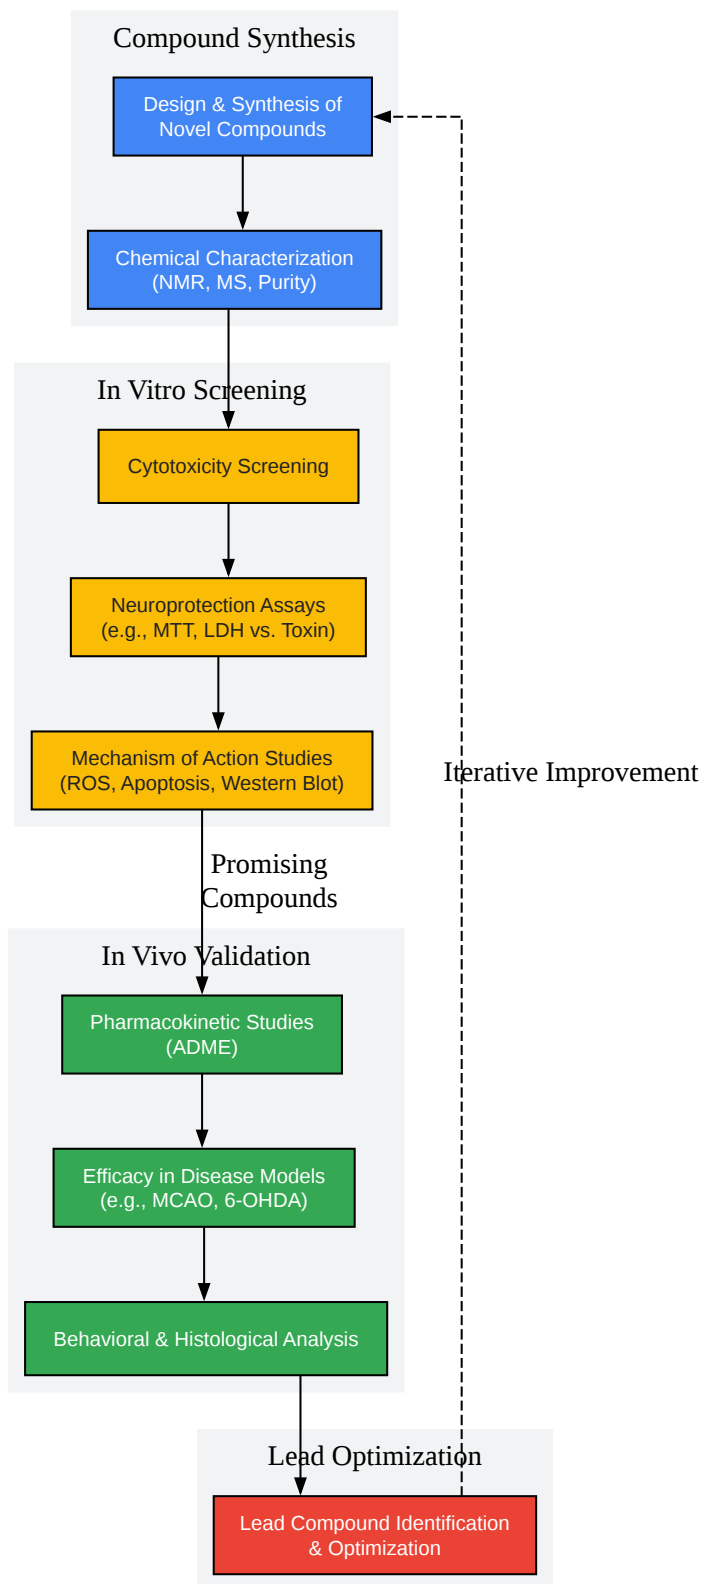 Compound Synthesis
Design & Synthesis of
Novel Compounds
Chemical Characterization
(NMR, MS, Purity)
In Vitro Screening
Cytotoxicity Screening
Neuroprotection Assays
(e.g., MTT, LDH vs. Toxin)
Mechanism of Action Studies
(ROS, Apoptosis, Western Blot)
Iterative Improvement
Promising
Compounds
In Vivo Validation
Pharmacokinetic Studies
(ADME)
Efficacy in Disease Models
(e.g., MCAO, 6-OHDA)
Behavioral & Histological Analysis
Lead Optimization
Lead Compound Identification
& Optimization